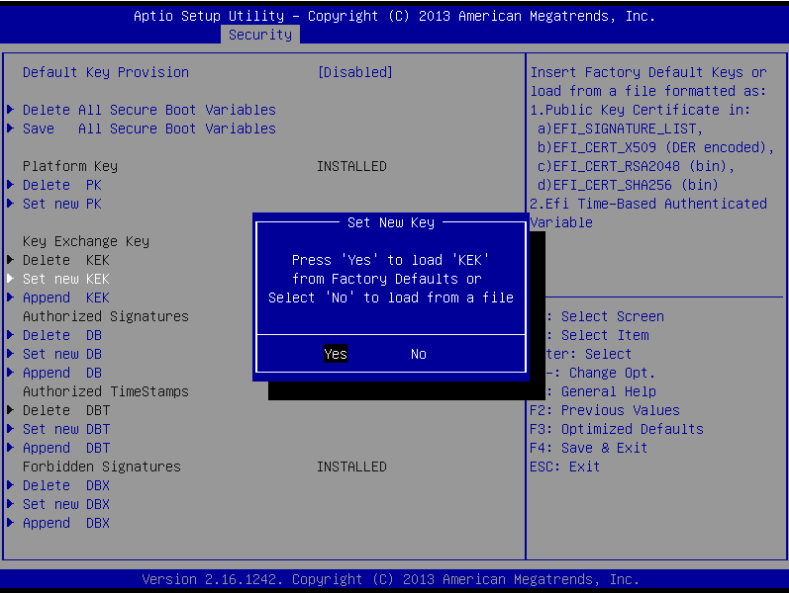 Aptio Setup Utility – Copyright (C) 2013 American Megatrends, Inc.
Security
Default Key Provision [Disabled]
Delete All Secure Boot Variables
Save All Secure Boot Variables
Platform Key INSTALLED
Delete PK
Set new PK
Key Exchange Key
Delete KEK
Set new KEK
Append KEK
Authorized Signatures
Delete DB
Set new DB
Append DB
Authorized TimeStamps
Delete DBT
Set new DBT
Append DBT
Forbidden Signatures INSTALLED
Delete DBX
Set new DBX
Append DBX
Set New Key
Press 'Yes' to load 'KEK'
from Factory Defaults or
Select 'No' to load from a file
Yes No
Insert Factory Default Keys or
load from a file formatted as:
1.Public Key Certificate in:
a)EFI_SIGNATURE_LIST,
b)EFI_CERT_X509 (DER encoded),
c)EFI_CERT_RSA2048 (bin),
d)EFI_CERT_SHA256 (bin)
2.Efi Time-Based Authenticated
Variable
: Select Screen
: Select Item
ter: Select
-: Change Opt.
: General Help
F2: Previous Values
F3: Optimized Defaults
F4: Save & Exit
ESC: Exit
Version 2.16.1242. Copyright (C) 2013 American Megatrends, Inc.